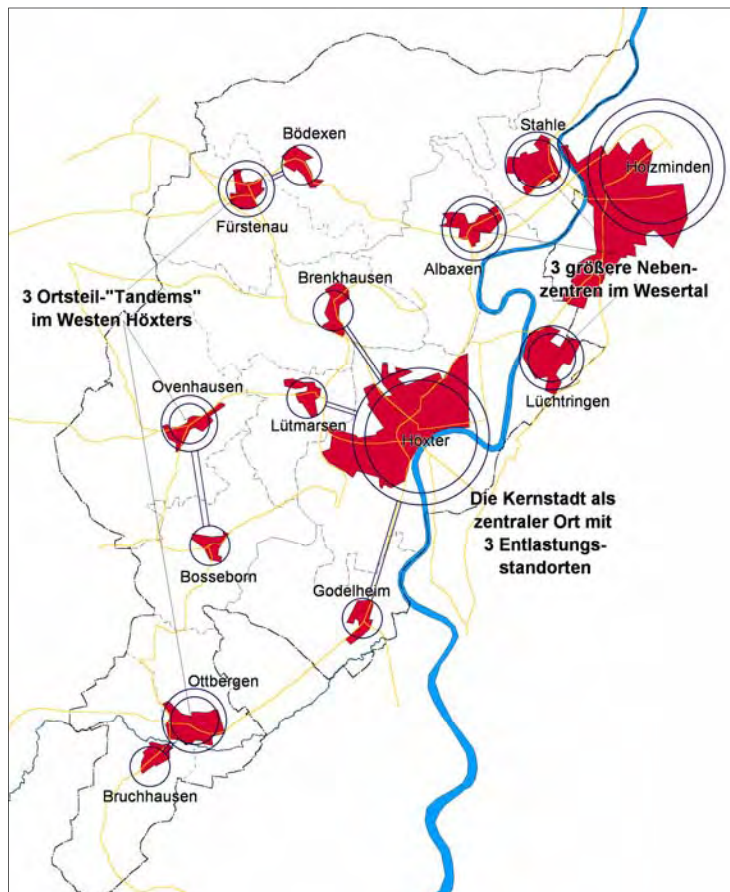 Stahle
Bödexen
Holzminden
Fürstenau
Albaxen
Brenkhausen
3 größere Neben-
zentren im Wesertal
3 Ortsteil-"Tandems"
im Westen Höxters
Ovenhausen
Lütmarsen
Lüchtringen
Höxter
Die Kernstadt als
zentraler Ort mit
3 Entlastungs-
standorten
Bosseborn
Godelheim
Ottbergen
Bruchhausen